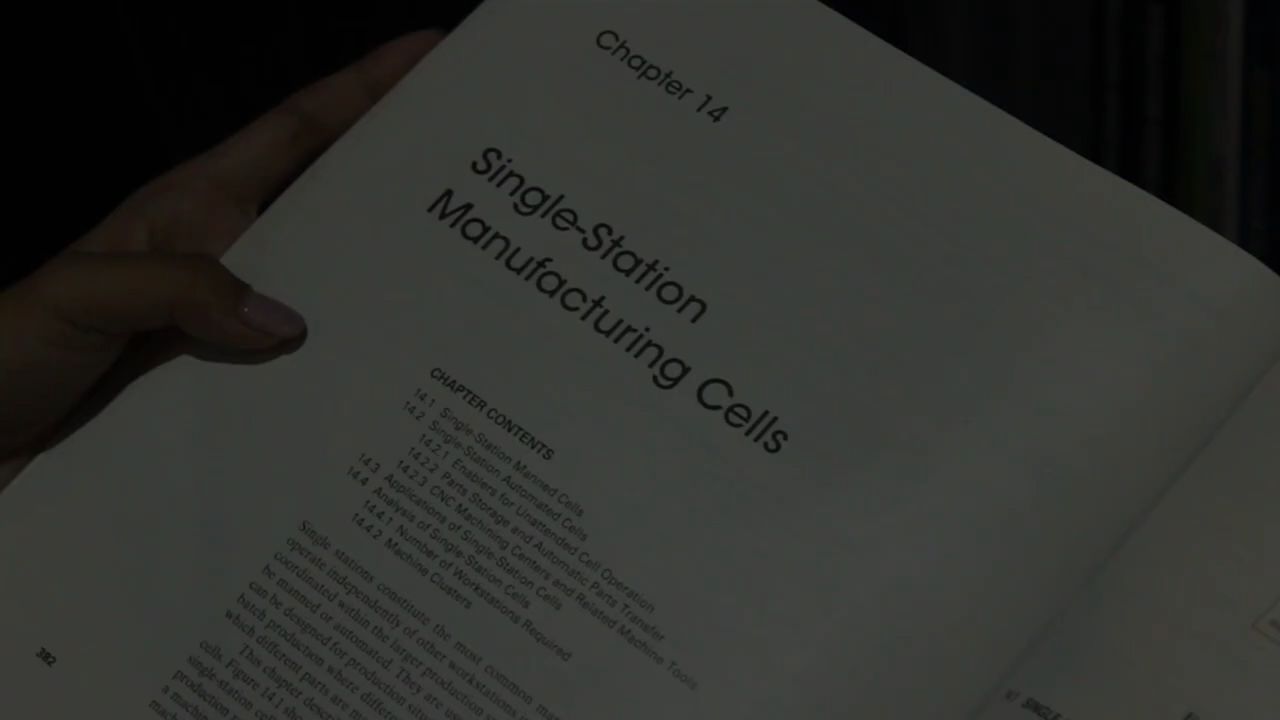 Chapter 14
Single-Station
Manufacturing Cells
CHAPTER CONTENTS
14.1 Single-Station Manned Cells
14.2 Single-Station Automated Cells
14.2.1 Enablers for Unattended Cell Operation
14.2.2 Parts Storage and Automatic Parts Transfer
14.2.3 CNC Machining Centers and Related Machine Tools
14.3 Applications of Single-Station Cells
14.4 Analysis of Single-Station Cells
14.4.1 Number of Workstations Required
14.4.2 Machine Clusters
Single stations constitute the most common
operate independently of other workstations
coordinated within the larger production
be manned or automated. They are
can be designed for production
batch production where
which different parts are
This chapter
cells. Figure 14.1
single-station
production
a machine
382